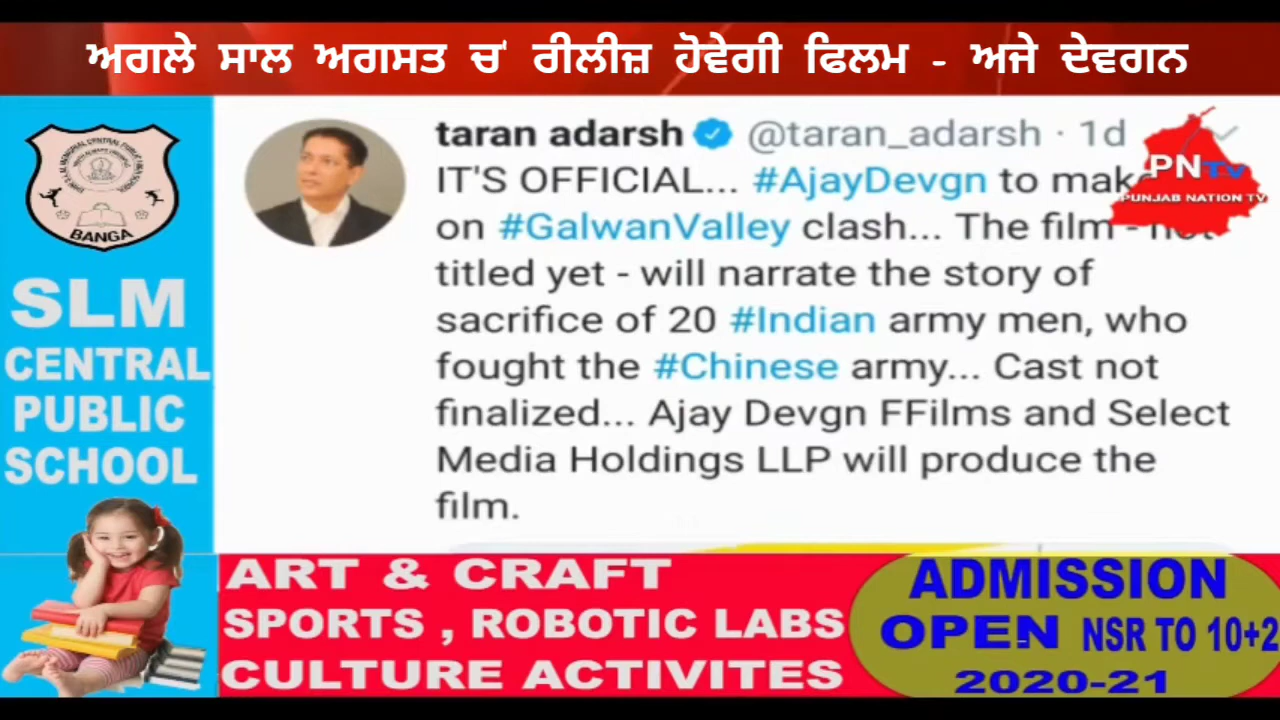 ਅਗਲੇ ਸਾਲ ਅਗਸਤ ਚ' ਰੀਲੀਜ਼ ਹੋਵੇਗੀ ਫਿਲਮ - ਅਜੇ ਦੇਵਗਨ
taran adarsh @taran_adarsh · 1d
IT'S OFFICIAL... #AjayDevgn to make
on #GalwanValley clash... The film - not
titled yet - will narrate the story of
sacrifice of 20 #Indian army men, who
fought the #Chinese army... Cast not
finalized... Ajay Devgn FFilms and Select
Media Holdings LLP will produce the
film.
PNTV
PUNJAB NATION TV
BANGA
SLM
CENTRAL
PUBLIC
SCHOOL
ART & CRAFT
SPORTS , ROBOTIC LABS
CULTURE ACTIVITES
ADMISSION
OPEN NSR TO 10+2
2020-21